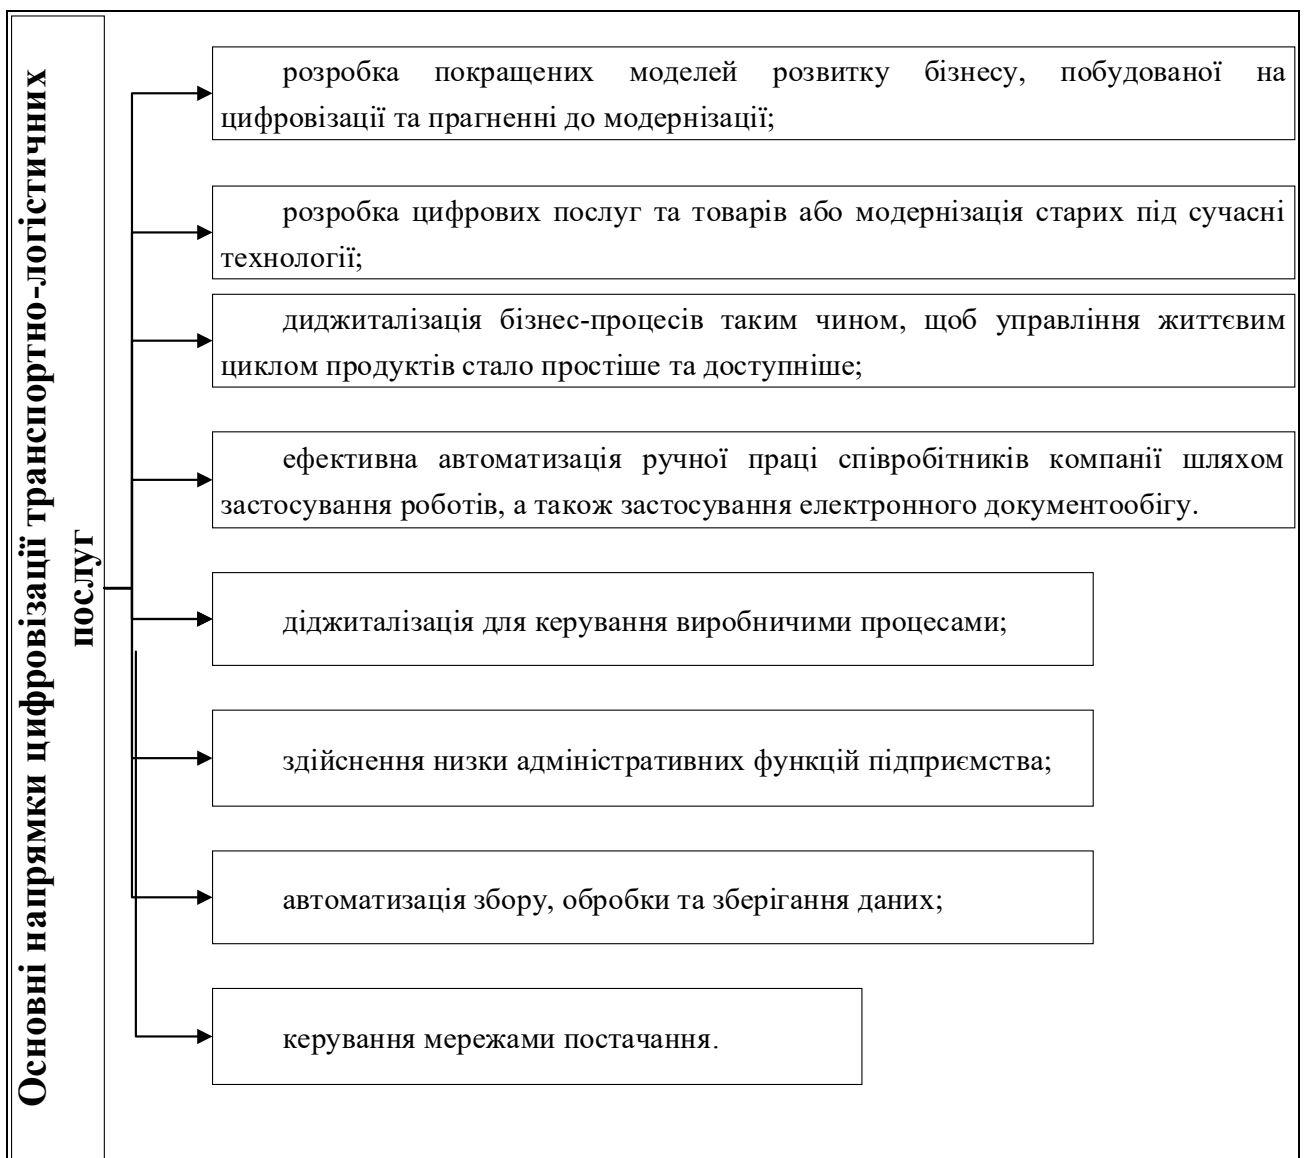 Основні напрямки цифровізації транспортно-логістичних
послуг
розробка покращених моделей розвитку бізнесу, побудованої на
цифровізації та прагненні до модернізації;
розробка цифрових послуг та товарів або модернізація старих під сучасні
технології;
диджиталізація бізнес-процесів таким чином, щоб управління життєвим
циклом продуктів стало простіше та доступніше;
ефективна автоматизація ручної праці співробітників компанії шляхом
застосування роботів, а також застосування електронного документообігу.
діджиталізація для керування виробничими процесами;
здійснення низки адміністративних функцій підприємства;
автоматизація збору, обробки та зберігання даних;
керування мережами постачання.